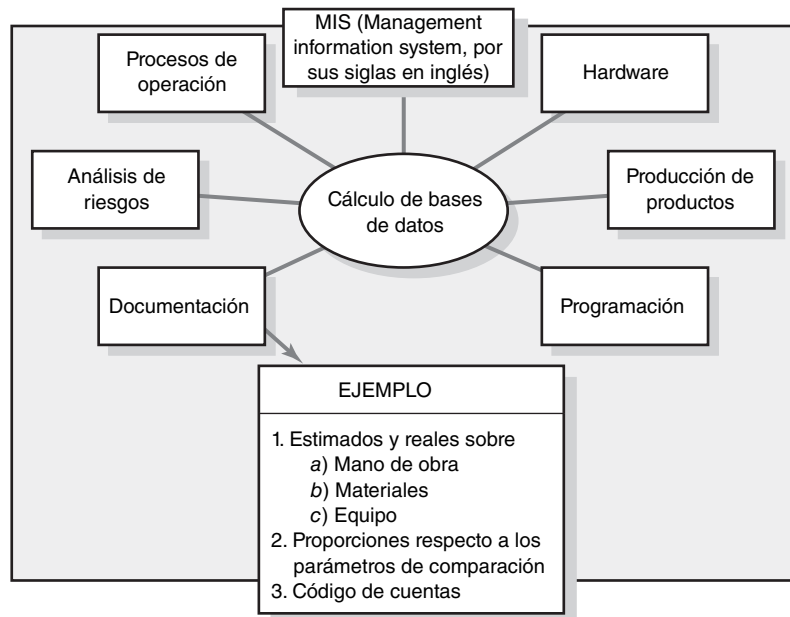 MIS (Management
information system, por
sus siglas en inglés)
Procesos de
operación
Hardware
Análisis de
riesgos
Cálculo de bases
de datos
Producción de
productos
Documentación
Programación
EJEMPLO
1. Estimados y reales sobre
a) Mano de obra
b) Materiales
c) Equipo
2. Proporciones respecto a los
parámetros de comparación
3. Código de cuentas